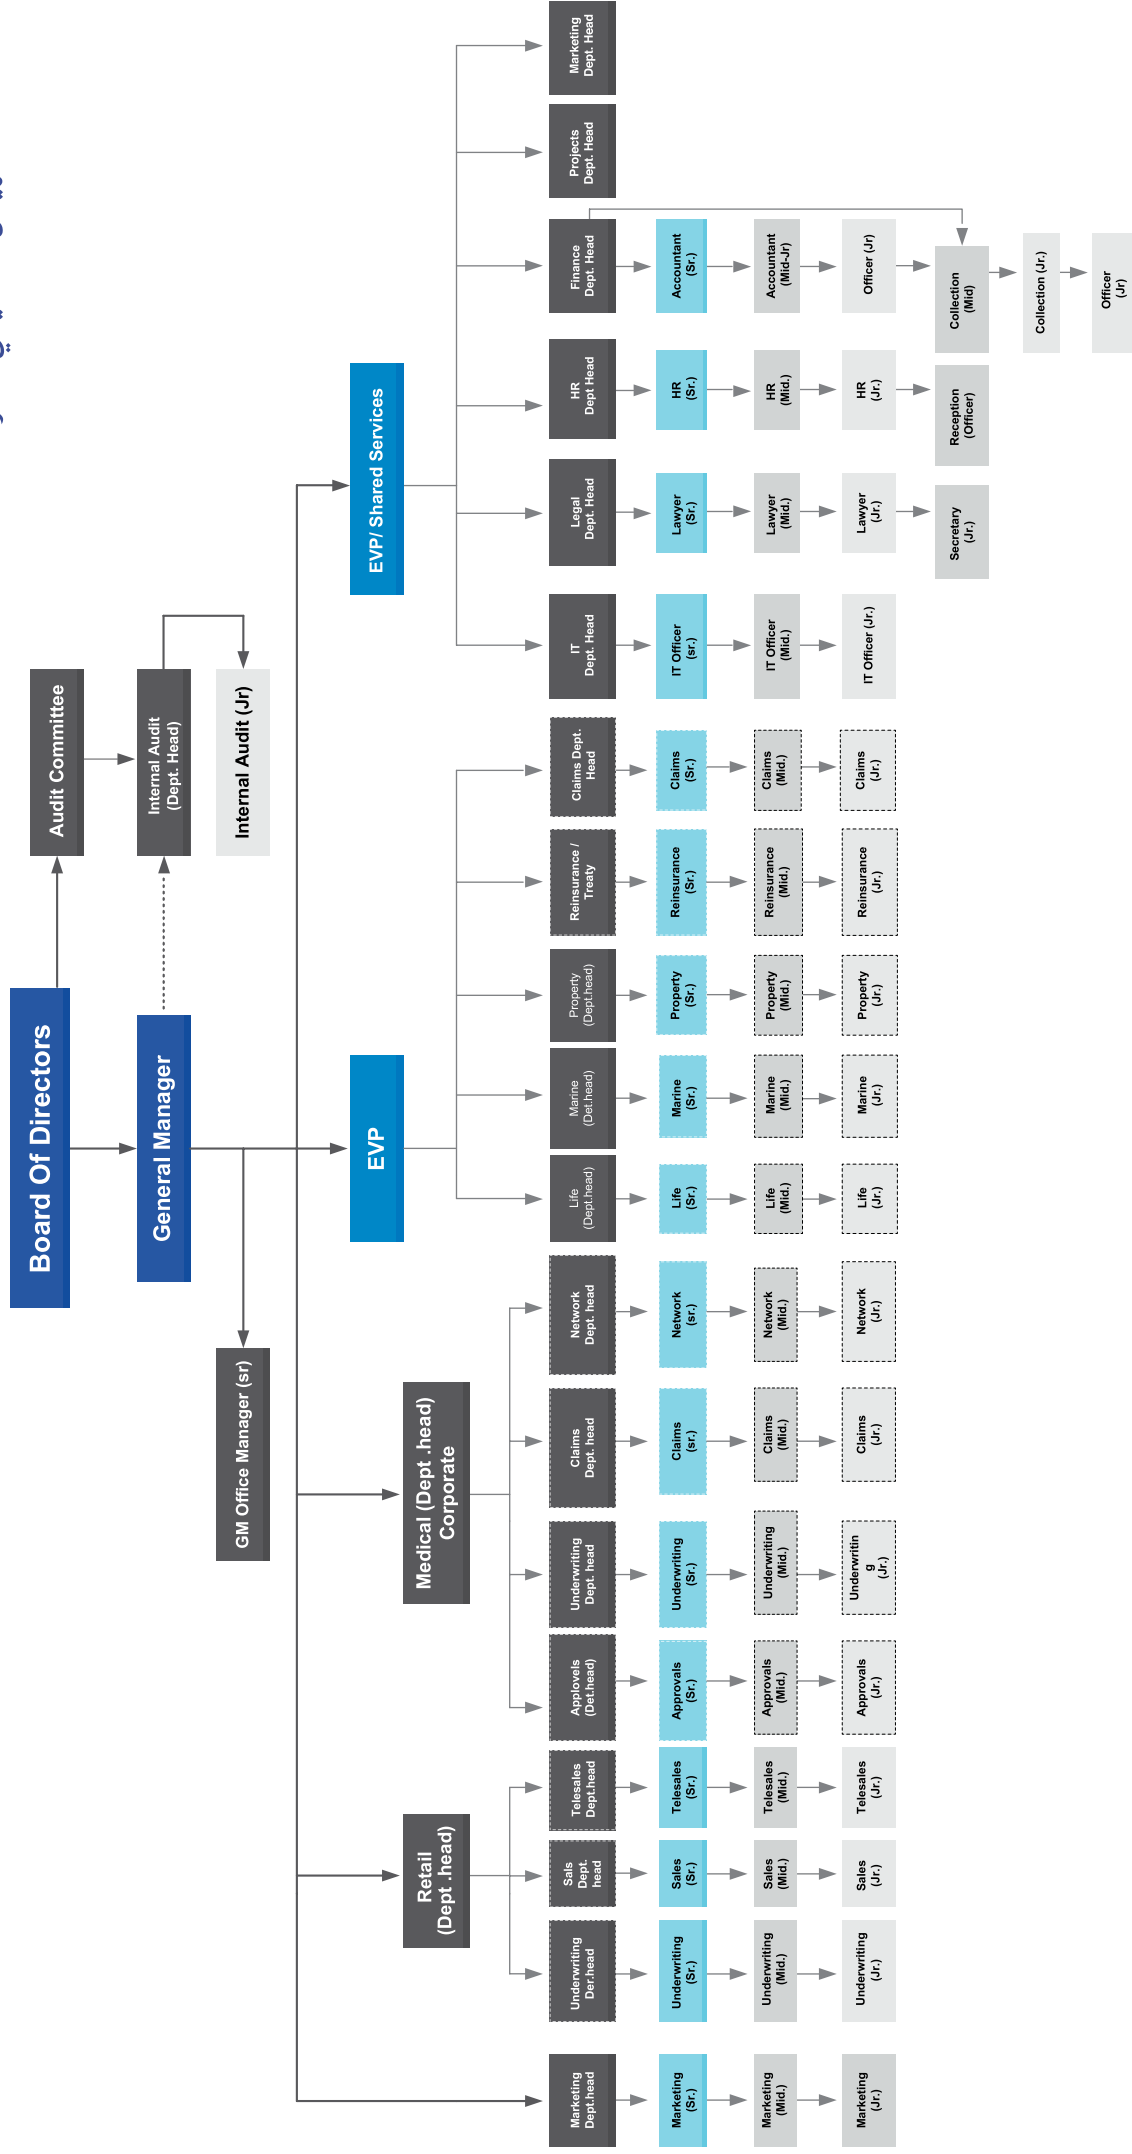 Board Of Directors
Audit Committee
General Manager
Internal Audit
(Dept. Head)
Internal Audit (Jr)
GM Office Manager (sr)
EVP
EVP/ Shared Services
Retail
(Dept .head)
Medical (Dept .head)
Corporate
Marketing
Dept.head
Underwriting
Der.head
Sals
Dept.
head
Telesales
Dept.head
Applovels
(Det.head)
Underwriting
Dept. head
Claims
Dept. head
Network
Dept. head
Life
(Dept.head)
Marine
(Det.head)
Property
(Dept.head)
Reinsurance /
Treaty
Claims Dept.
Head
IT
Dept. Head
Legal
Dept. Head
HR
Dept Head
Finance
Dept. Head
Projects
Dept. Head
Marketing
Dept. Head
Marketing
(Sr.)
Underwriting
(Sr.)
Sales
(Sr.)
Telesales
(Sr.)
Approvals
(Sr.)
Underwriting
(Sr.)
Claims
(sr.)
Network
(sr.)
Life
(Sr.)
Marine
(Sr.)
Property
(Sr.)
Reinsurance
(Sr.)
Claims
(Sr.)
IT Officer
(sr.)
Lawyer
(Sr.)
HR
(Sr.)
Accountant
(Sr.)
Marketing
(Mid.)
Underwriting
(Mid.)
Sales
(Mid.)
Telesales
(Mid.)
Approvals
(Mid.)
Underwriting
(Mid.)
Claims
(Mid.)
Network
(Mid.)
Life
(Mid.)
Marine
(Mid.)
Property
(Mid.)
Reinsurance
(Mid.)
Claims
(Mid.)
IT Officer
(Mid.)
Lawyer
(Mid.)
HR
(Mid.)
Accountant
(Mid-Jr)
Marketing
(Jr.)
Underwriting
(Jr.)
Sales
(Jr.)
Telesales
(Jr.)
Approvals
(Jr.)
Underwritin
g
(Jr.)
Claims
(Jr.)
Network
(Jr.)
Life
(Jr.)
Marine
(Jr.)
Property
(Jr.)
Reinsurance
(Jr.)
Claims
(Jr.)
IT Officer (Jr.)
Lawyer
(Jr.)
HR
(Jr.)
Officer (Jr)
Secretary
(Jr.)
Reception
(Officer)
Collection
(Mid)
Collection (Jr.)
Officer
(Jr)